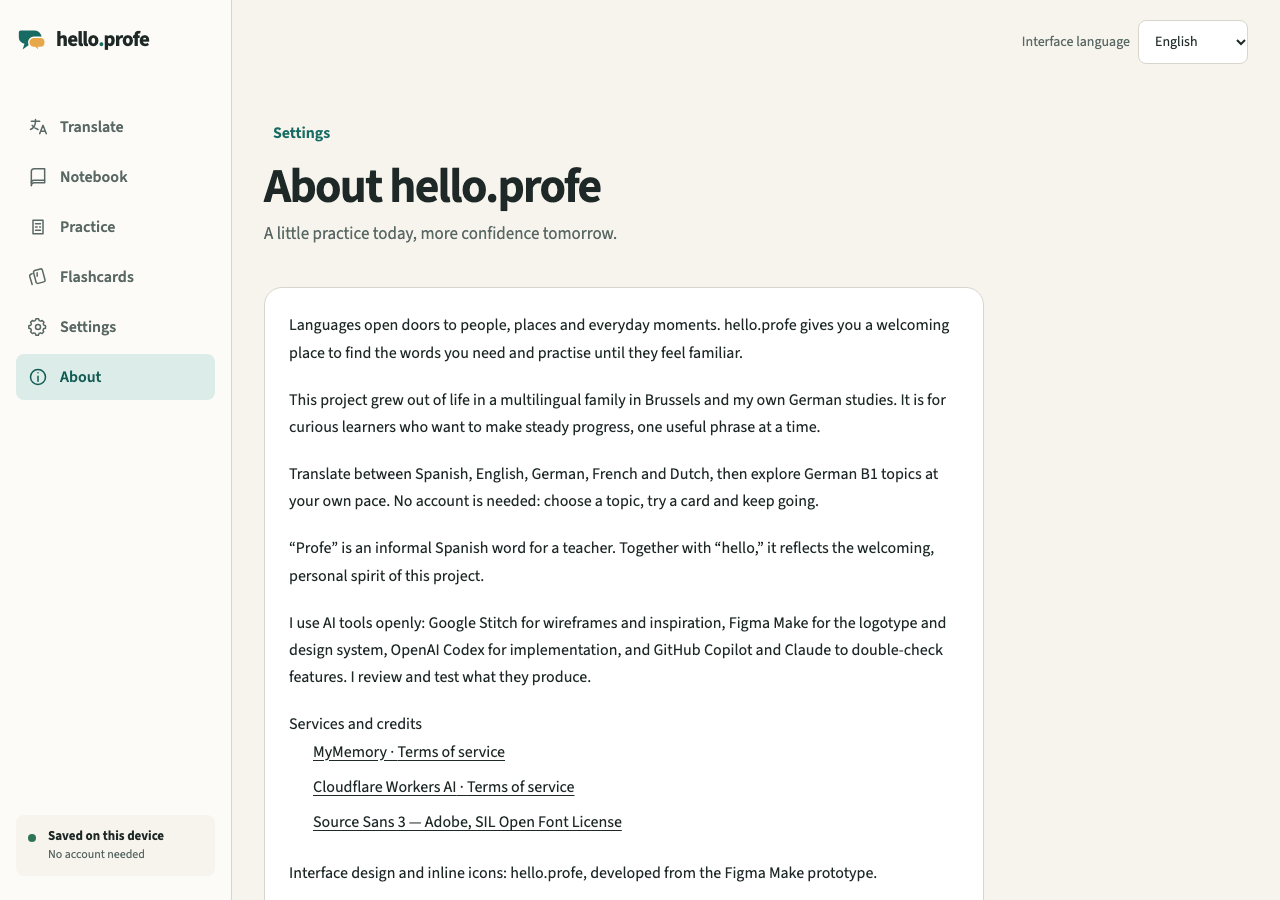 hello.profe
Interface language
English
Translate
Notebook
Practice
Flashcards
Settings
About
Saved on this device
No account needed
Settings
About hello.profe
A little practice today, more confidence tomorrow.
Languages open doors to people, places and everyday moments. hello.profe gives you a welcoming
place to find the words you need and practise until they feel familiar.
This project grew out of life in a multilingual family in Brussels and my own German studies. It is for
curious learners who want to make steady progress, one useful phrase at a time.
Translate between Spanish, English, German, French and Dutch, then explore German B1 topics at
your own pace. No account is needed: choose a topic, try a card and keep going.
“Profe” is an informal Spanish word for a teacher. Together with “hello,” it reflects the welcoming,
personal spirit of this project.
I use AI tools openly: Google Stitch for wireframes and inspiration, Figma Make for the logotype and
design system, OpenAI Codex for implementation, and GitHub Copilot and Claude to double-check
features. I review and test what they produce.
Services and credits
MyMemory · Terms of service
Cloudflare Workers AI · Terms of service
Source Sans 3 — Adobe, SIL Open Font License
Interface design and inline icons: hello.profe, developed from the Figma Make prototype.